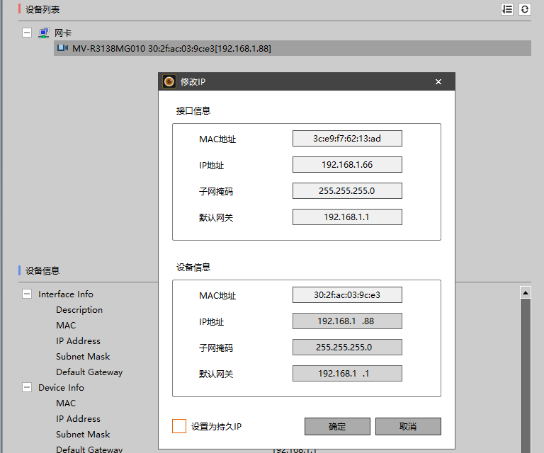 设备列表
网卡
MV-R3138MG010 30:2f:ac:03:9c:e3[192.168.1.88]
修改IP
接口信息
MAC地址 3c:e9:f7:62:13:ad
IP地址 192.168.1.66
子网掩码 255.255.255.0
默认网关 192.168.1.1
设备信息
MAC地址 30:2f:ac:03:9c:e3
IP地址 192.168.1 .88
子网掩码 255.255.255.0
默认网关 192.168.1 .1
设置为持久IP 确定 取消
设备信息
Interface Info
Description
MAC
IP Address
Subnet Mask
Default Gateway
Device Info
MAC
IP Address
Subnet Mask
Default Gateway 192.168.1.1